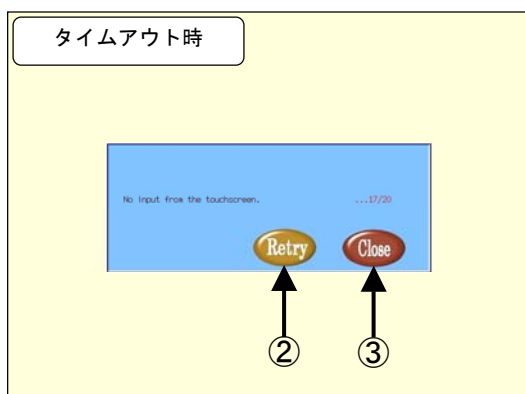 タイムアウト時
No Input from the touchscreen. ...17/20
Retry Close
② ③